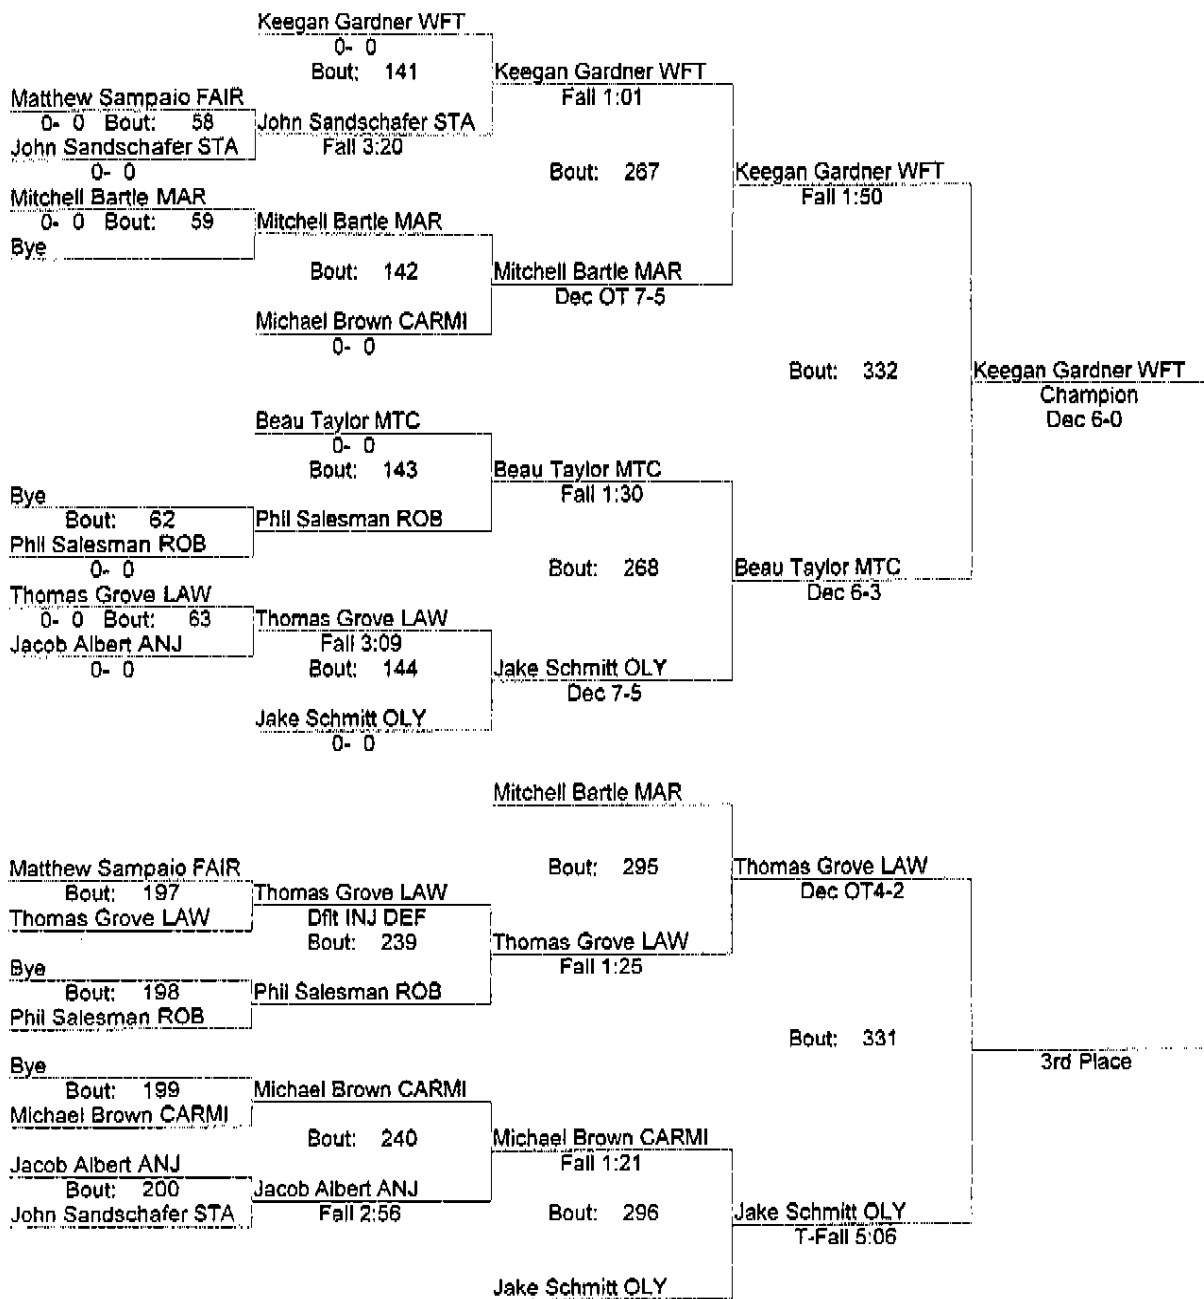 Keegan Gardner WFT
0- 0
Bout: 141
Keegan Gardner WFT
Fall 1:01
Matthew Sampaio FAIR
0- 0 Bout: 58
John Sandschafer STA
0- 0
John Sandschafer STA
Fall 3:20
Bout: 267
Keegan Gardner WFT
Fall 1:50
Mitchell Bartle MAR
0- 0 Bout: 59
Bye
Mitchell Bartle MAR
Bout: 142
Mitchell Bartle MAR
Dec OT 7-5
Michael Brown CARMI
0- 0
Bout: 332
Keegan Gardner WFT
Champion
Dec 6-0
Beau Taylor MTC
0- 0
Bout: 143
Beau Taylor MTC
Fall 1:30
Bye
Bout: 62
Phil Salesman ROB
0- 0
Phil Salesman ROB
Bout: 268
Beau Taylor MTC
Dec 6-3
Thomas Grove LAW
0- 0 Bout: 63
Jacob Albert ANJ
0- 0
Thomas Grove LAW
Fall 3:09
Bout: 144
Jake Schmitt OLY
Dec 7-5
Jake Schmitt OLY
0- 0
Mitchell Bartle MAR
Bout: 295
Thomas Grove LAW
Dec OT4-2
Matthew Sampaio FAIR
Bout: 197
Thomas Grove LAW
Thomas Grove LAW
Dflt INJ DEF
Bout: 239
Thomas Grove LAW
Fall 1:25
Bye
Bout: 198
Phil Salesman ROB
Phil Salesman ROB
Bout: 331
3rd Place
Bye
Bout: 199
Michael Brown CARMI
Michael Brown CARMI
Bout: 240
Michael Brown CARMI
Fall 1:21
Jacob Albert ANJ
Bout: 200
John Sandschafer STA
Jacob Albert ANJ
Fall 2:56
Bout: 296
Jake Schmitt OLY
T-Fall 5:06
Jake Schmitt OLY